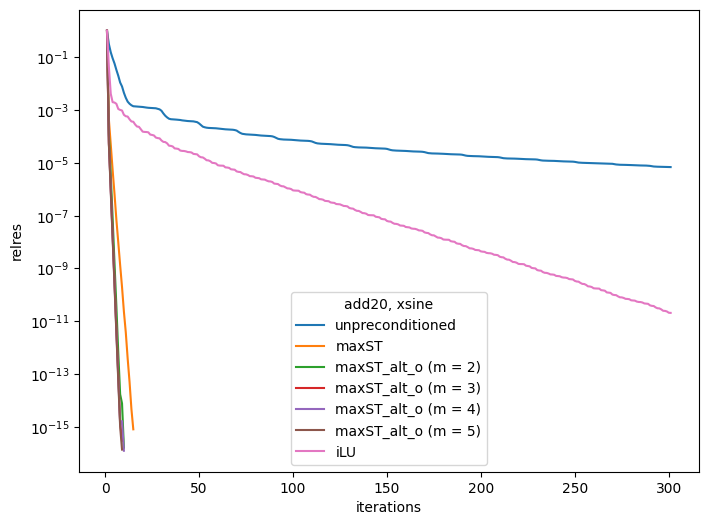 10⁻¹
10⁻³
10⁻⁵
10⁻⁷
10⁻⁹
10⁻¹¹
10⁻¹³
10⁻¹⁵
relres
add20, xsine
unpreconditioned
maxST
maxST_alt_o (m = 2)
maxST_alt_o (m = 3)
maxST_alt_o (m = 4)
maxST_alt_o (m = 5)
iLU
0 50 100 150 200 250 300
iterations